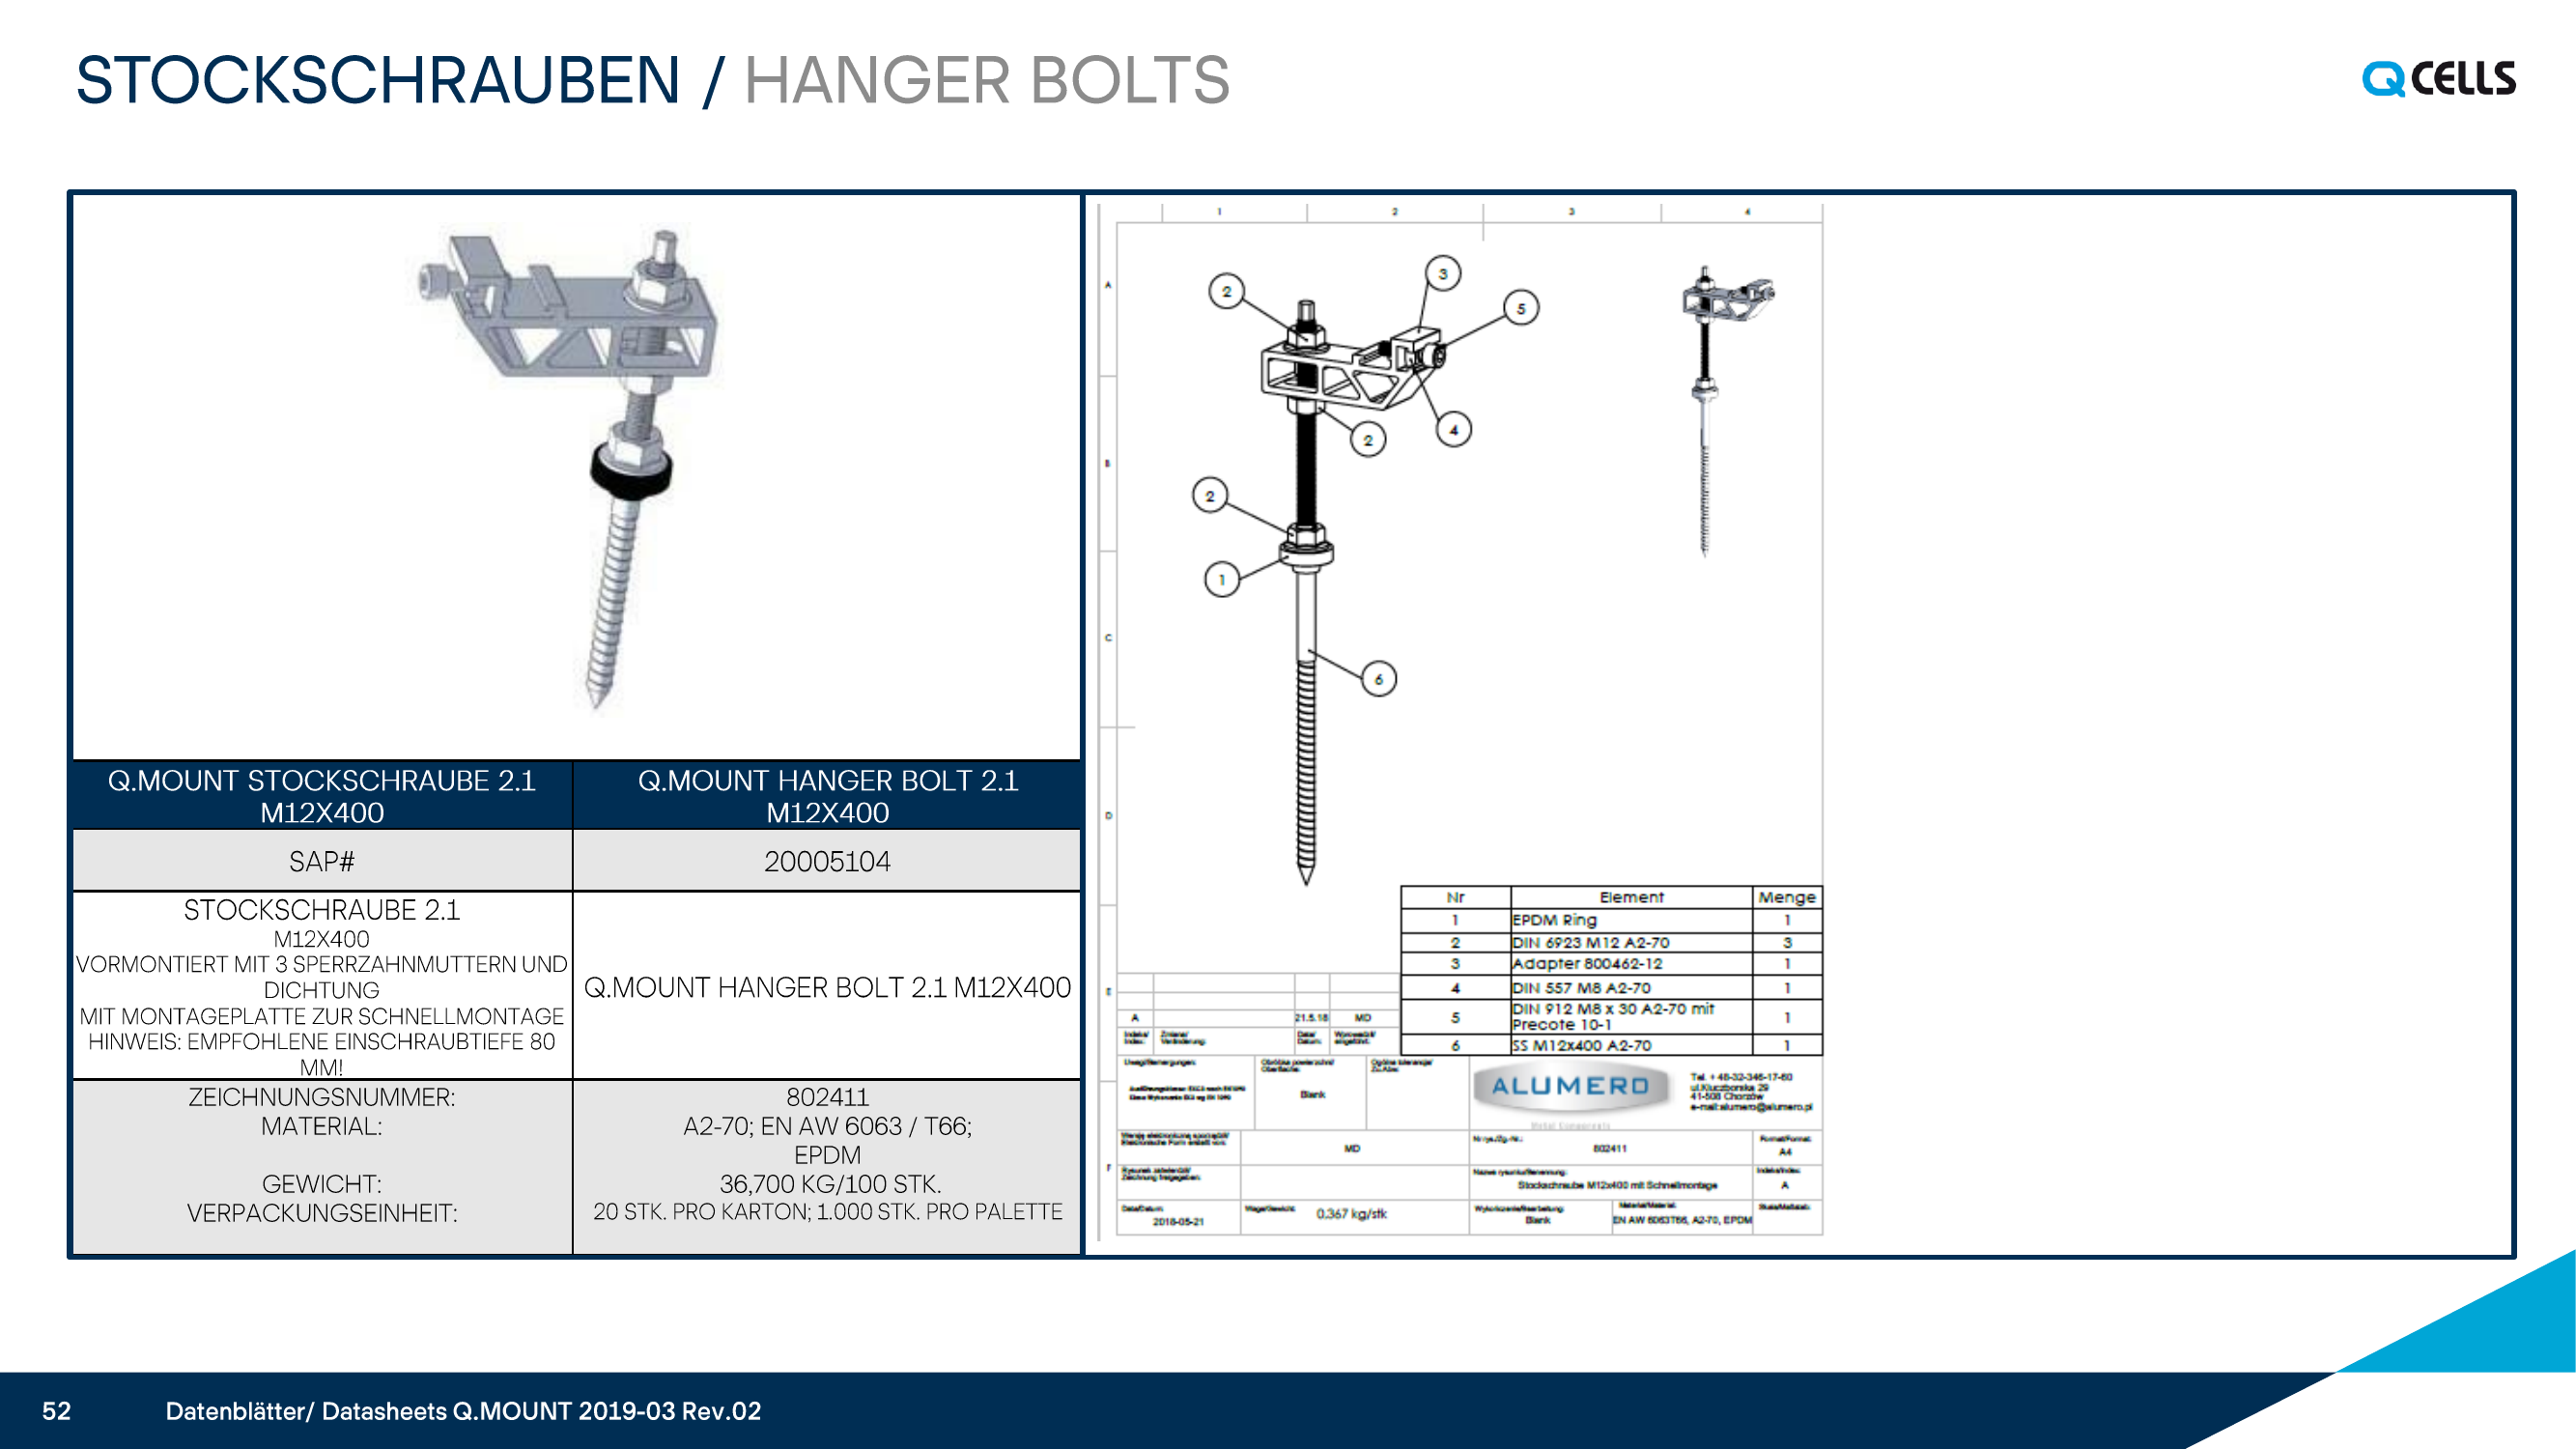 STOCKSCHRAUBEN / HANGER BOLTS
Q CELLS
Q.MOUNT STOCKSCHRAUBE 2.1
M12X400
Q.MOUNT HANGER BOLT 2.1
M12X400
SAP#
20005104
STOCKSCHRAUBE 2.1
M12X400
VORMONTIERT MIT 3 SPERRZAHNMUTTERN UND
DICHTUNG
MIT MONTAGEPLATTE ZUR SCHNELLMONTAGE
HINWEIS: EMPFOHLENE EINSCHRAUBTIEFE 80
MM!
Q.MOUNT HANGER BOLT 2.1 M12X400
ZEICHNUNGSNUMMER:
802411
MATERIAL:
A2-70; EN AW 6063 / T66;
EPDM
GEWICHT:
36,700 KG/100 STK.
VERPACKUNGSEINHEIT:
20 STK. PRO KARTON; 1.000 STK. PRO PALETTE
1 2 3 4
A
B
C
D
E
F
2
3
5
4
2
2
1
6
Nr Element Menge
1 EPDM Ring 1
2 DIN 6923 M12 A2-70 3
3 Adapter 800462-12 1
4 DIN 557 M8 A2-70 1
5 DIN 912 M8 x 30 A2-70 mit
Precote 10-1 1
6 SS M12x400 A2-70 1
A 21.5.18 MD
Blank
ALUMERO
Metal Components
Tel. +48-32-346-17-60
ul.Kluczborska 29
41-508 Chorzów
e-mail:alumero@alumero.pl
MD
802411
Format/Format:
A4
Stockschraube M12x400 mit Schnellmontage
A
2018-05-21
0,367 kg/stk
Blank
EN AW 6063T66, A2-70, EPDM
52
Datenblätter/ Datasheets Q.MOUNT 2019-03 Rev.02